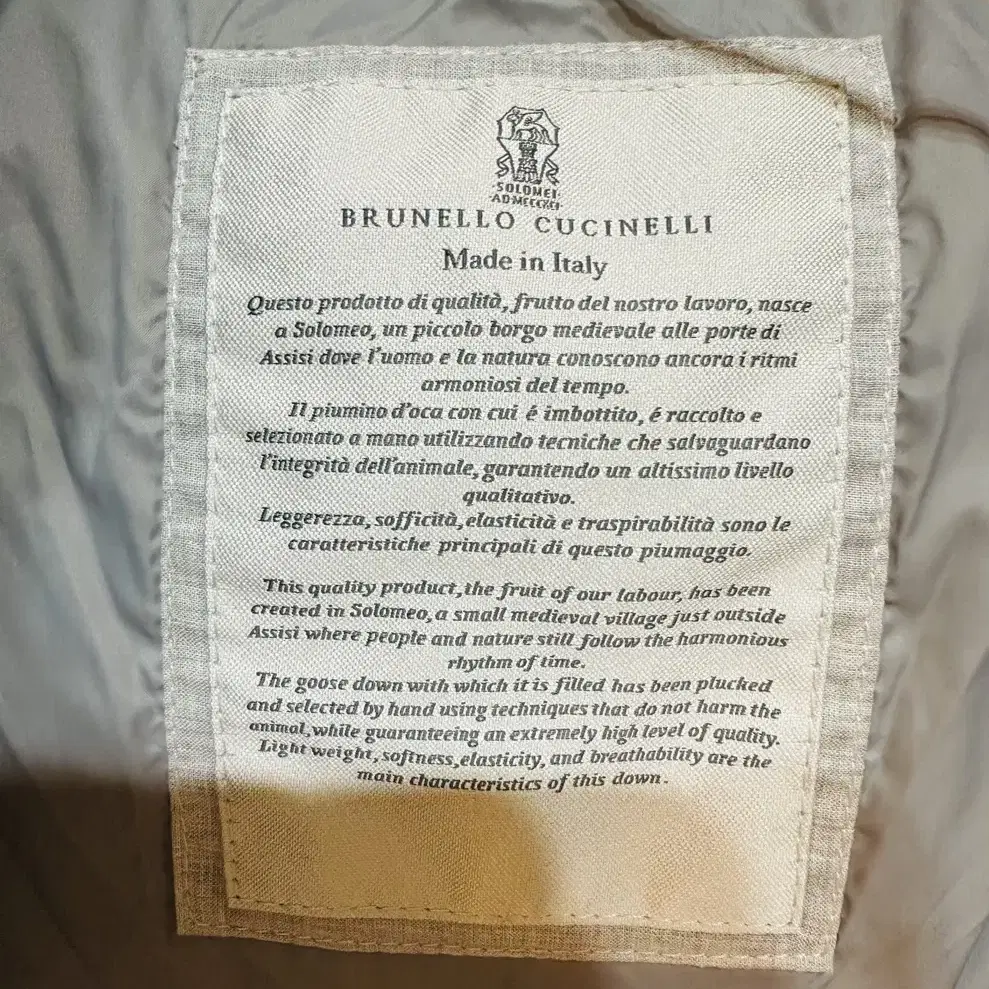 ·SOLOMEI·
·AD·MCCCXCI·
BRUNELLO CUCINELLI
Made in Italy
Questo prodotto di qualità, frutto del nostro lavoro, nasce
a Solomeo, un piccolo borgo medievale alle porte di
Assisi dove l'uomo e la natura conoscono ancora i ritmi
armoniosi del tempo.
Il piumino d'oca con cui é imbottito, é raccolto e
selezionato a mano utilizzando tecniche che salvaguardano
l'integrità dell'animale, garantendo un altissimo livello
qualitativo.
Leggerezza, sofficità, elasticità e traspirabilità sono le
caratteristiche principali di questo piumaggio.
This quality product, the fruit of our labour, has been
created in Solomeo, a small medieval village just outside
Assisi where people and nature still follow the harmonious
rhythm of time.
The goose down with which it is filled has been plucked
and selected by hand using techniques that do not harm the
animal, while guaranteeing an extremely high level of quality.
Light weight, softness, elasticity, and breathability are the
main characteristics of this down.